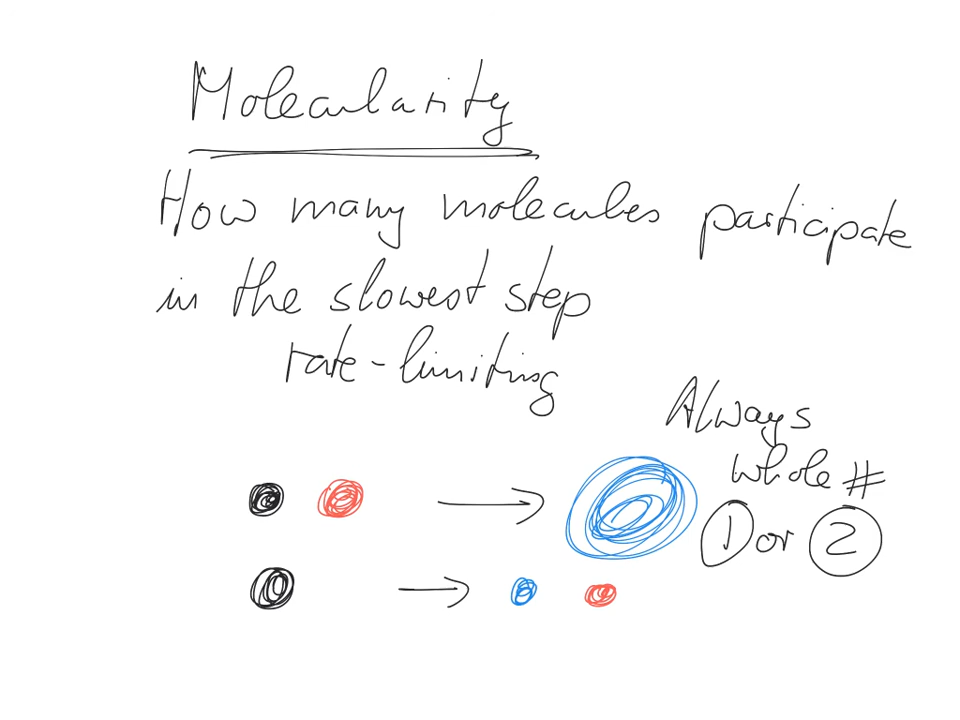 Molecularity
How many molecules participate
in the slowest step
rate-limiting
Always
whole #
1 or 2